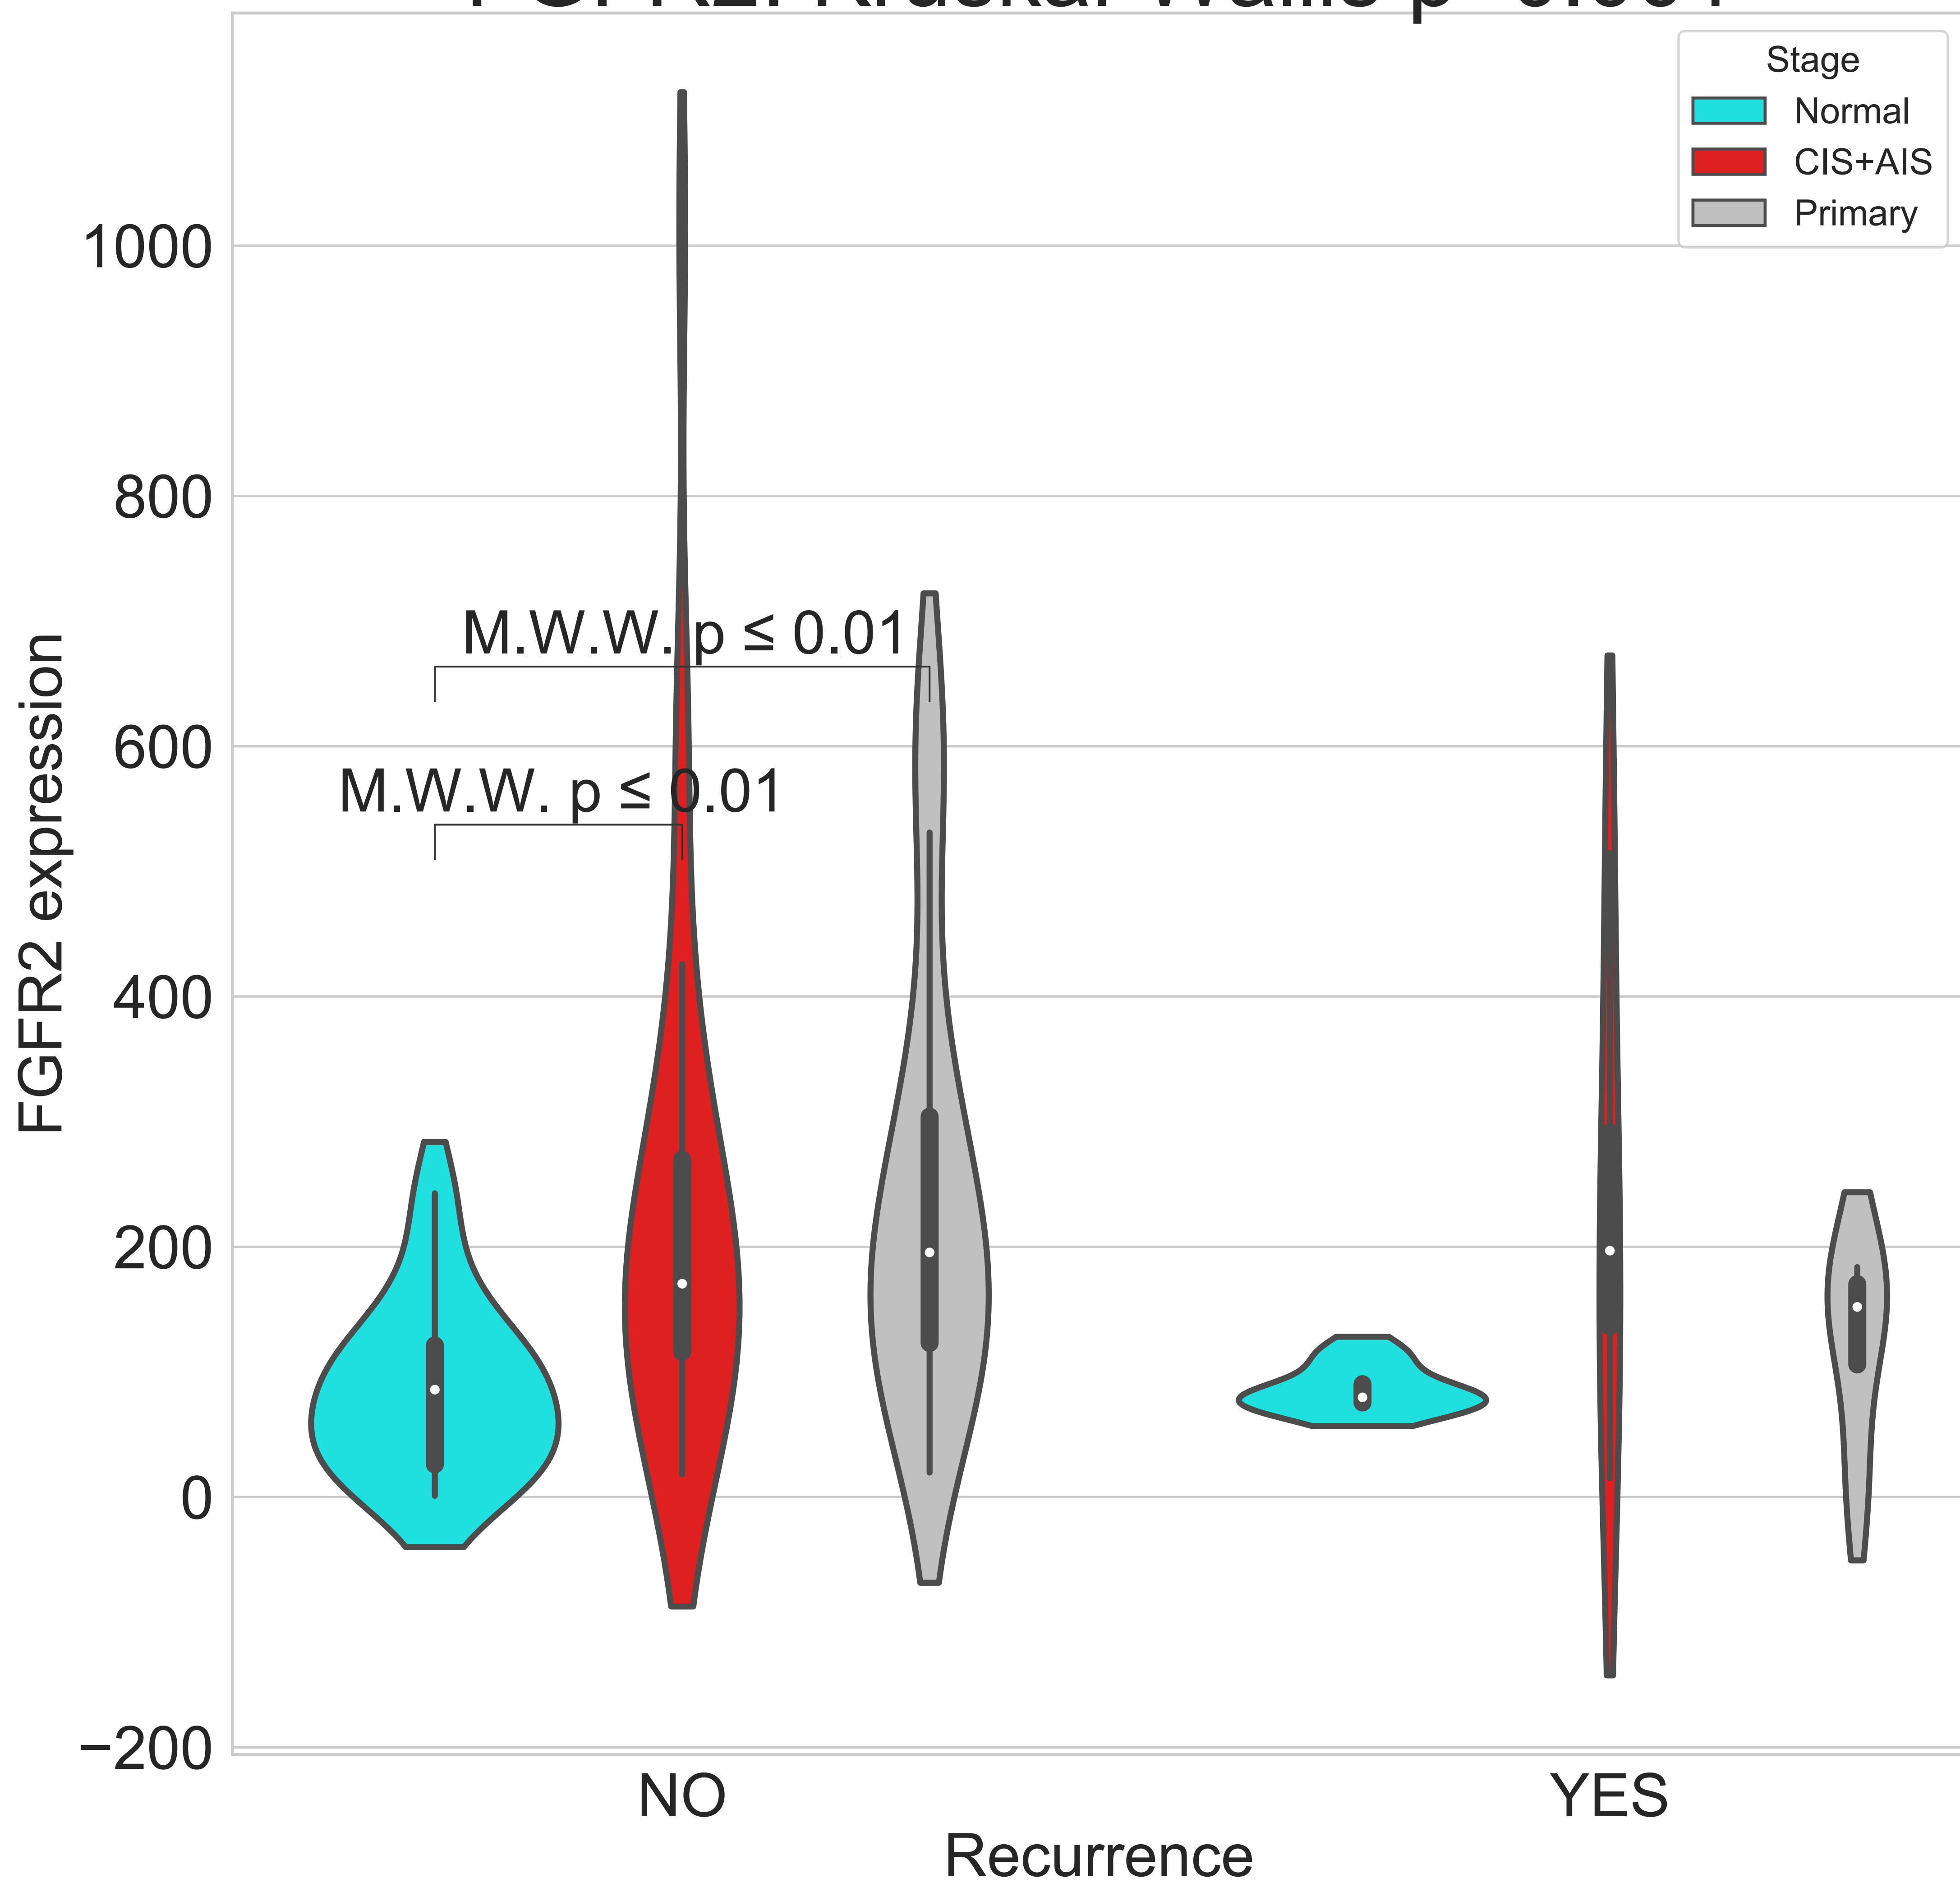 Stage
Normal
CIS+AIS
Primary
1000
800
600
400
200
0
−200
FGFR2 expression
M.W.W. p ≤ 0.01
M.W.W. p ≤ 0.01
NO
YES
Recurrence